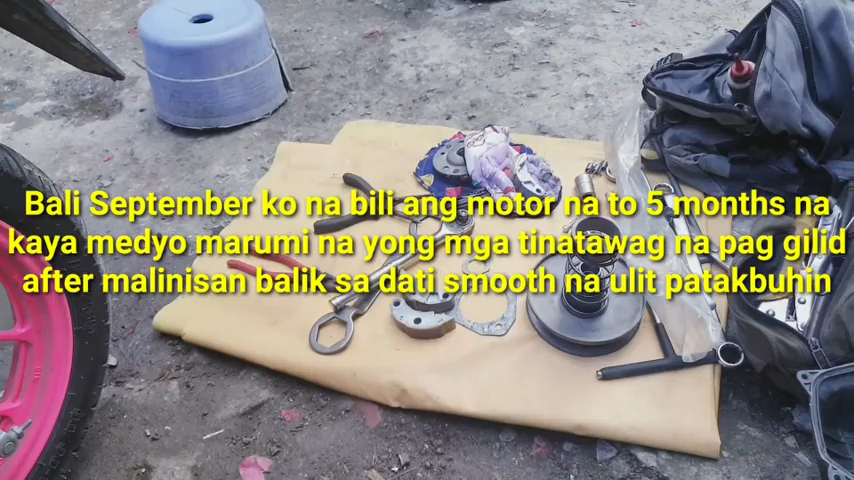 Bali September ko na bili ang motor na to 5 months na
kaya medyo marumi na yong mga tinatawag na pag gilid
after malinisan balik sa dati smooth na ulit patakbuhin